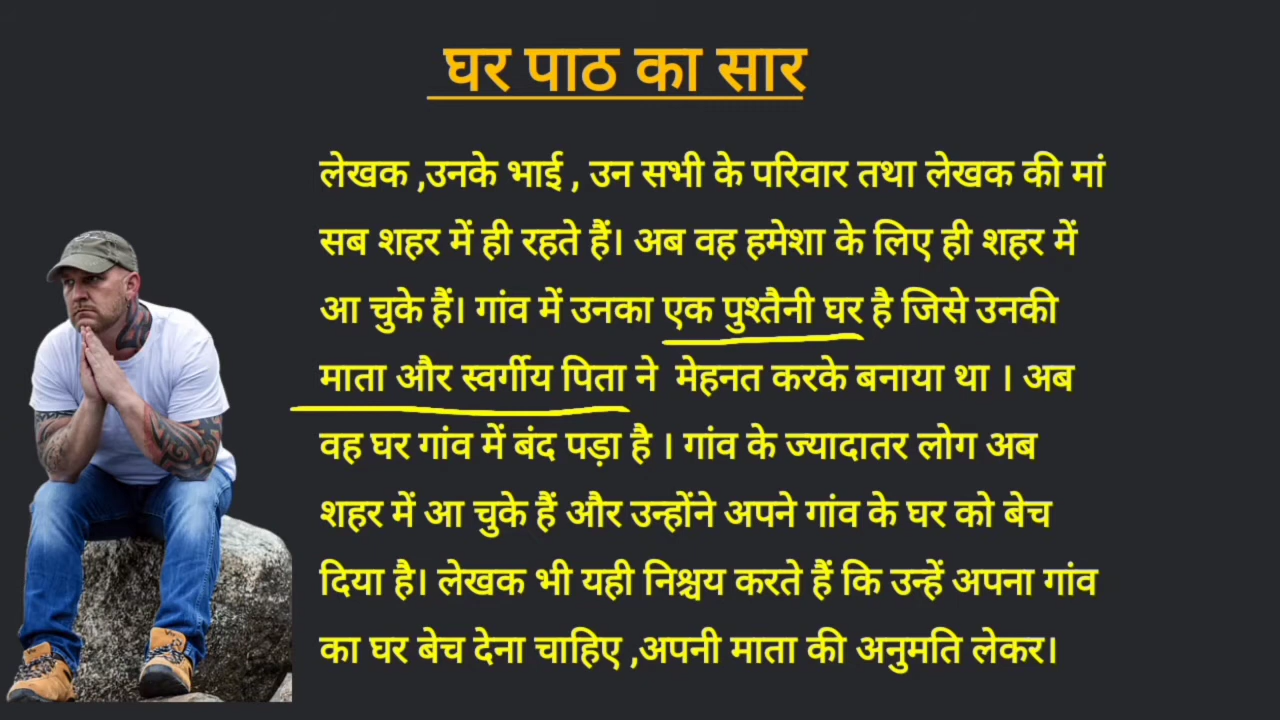 घर पाठ का सार
लेखक ,उनके भाई , उन सभी के परिवार तथा लेखक की मां
सब शहर में ही रहते हैं। अब वह हमेशा के लिए ही शहर में
आ चुके हैं। गांव में उनका एक पुश्तैनी घर है जिसे उनकी
माता और स्वर्गीय पिता ने मेहनत करके बनाया था । अब
वह घर गांव में बंद पड़ा है । गांव के ज्यादातर लोग अब
शहर में आ चुके हैं और उन्होंने अपने गांव के घर को बेच
दिया है। लेखक भी यही निश्चय करते हैं कि उन्हें अपना गांव
का घर बेच देना चाहिए ,अपनी माता की अनुमति लेकर।